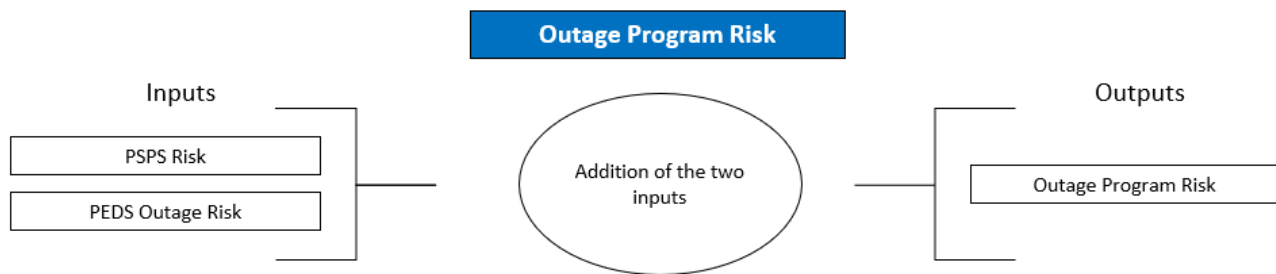 Outage Program Risk
Inputs
PSPS Risk
PEDS Outage Risk
Addition of the two
inputs
Outputs
Outage Program Risk